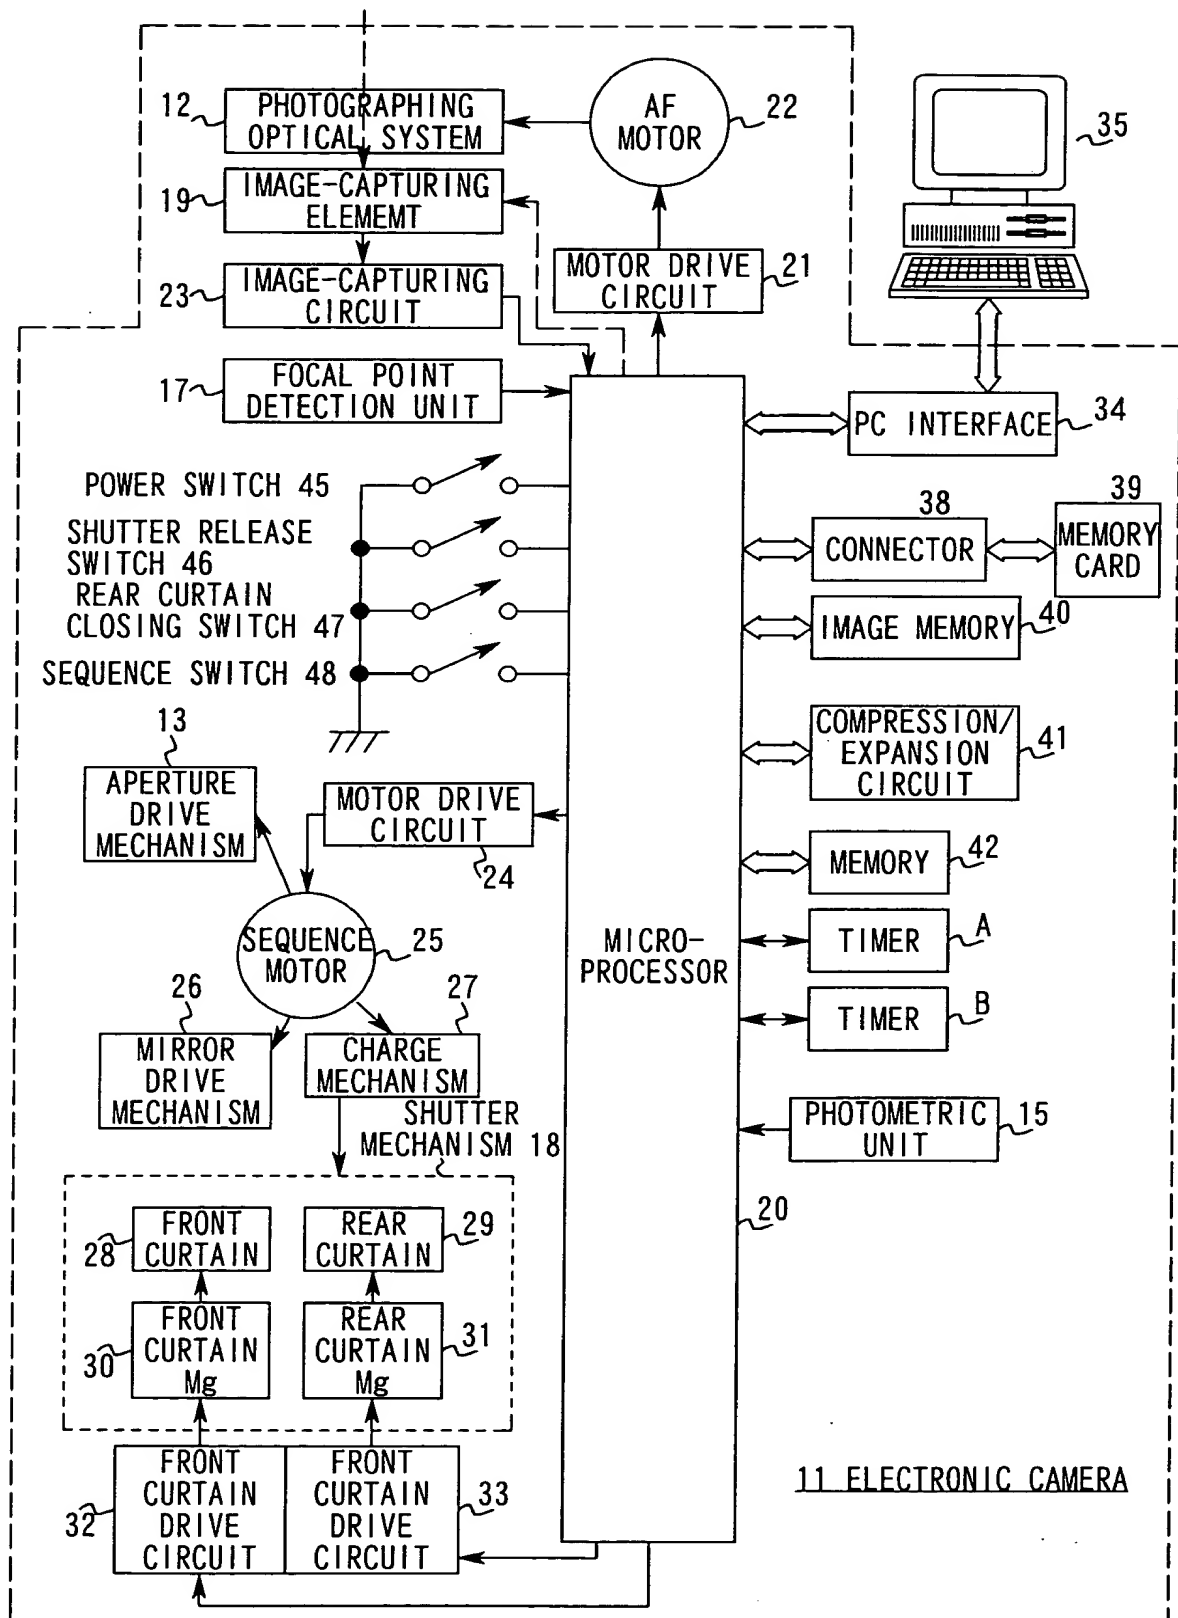 12
PHOTOGRAPHING
OPTICAL SYSTEM
AF
MOTOR
22
35
19
IMAGE-CAPTURING
ELEMEMT
23
IMAGE-CAPTURING
CIRCUIT
MOTOR DRIVE
CIRCUIT
21
17
FOCAL POINT
DETECTION UNIT
PC INTERFACE
34
POWER SWITCH 45
SHUTTER RELEASE
SWITCH 46
REAR CURTAIN
CLOSING SWITCH 47
SEQUENCE SWITCH 48
38
CONNECTOR
39
MEMORY
CARD
IMAGE MEMORY
40
COMPRESSION/
EXPANSION
CIRCUIT
41
13
APERTURE
DRIVE
MECHANISM
MOTOR DRIVE
CIRCUIT
24
MEMORY
42
SEQUENCE
MOTOR
25
MICRO-
PROCESSOR
TIMER
A
TIMER
B
26
MIRROR
DRIVE
MECHANISM
27
CHARGE
MECHANISM
SHUTTER
MECHANISM 18
PHOTOMETRIC
UNIT
15
20
28
FRONT
CURTAIN
REAR
CURTAIN
29
30
FRONT
CURTAIN
Mg
REAR
CURTAIN
Mg
31
32
FRONT
CURTAIN
DRIVE
CIRCUIT
FRONT
CURTAIN
DRIVE
CIRCUIT
33
11 ELECTRONIC CAMERA